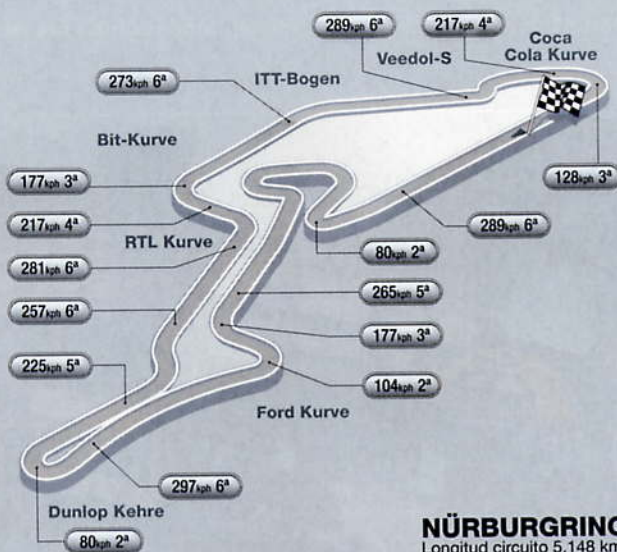 289kph 6ª
217kph 4ª
Coca
Cola Kurve
Veedol-S
273kph 6ª
ITT-Bogen
Bit-Kurve
177kph 3ª
128kph 3ª
217kph 4ª
289kph 6ª
RTL Kurve
80kph 2ª
281kph 6ª
265kph 5ª
257kph 6ª
177kph 3ª
225kph 5ª
104kph 2ª
Ford Kurve
297kph 6ª
Dunlop Kehre
80kph 2ª
NÜRBURGRING
Longitud circuito 5,148 km